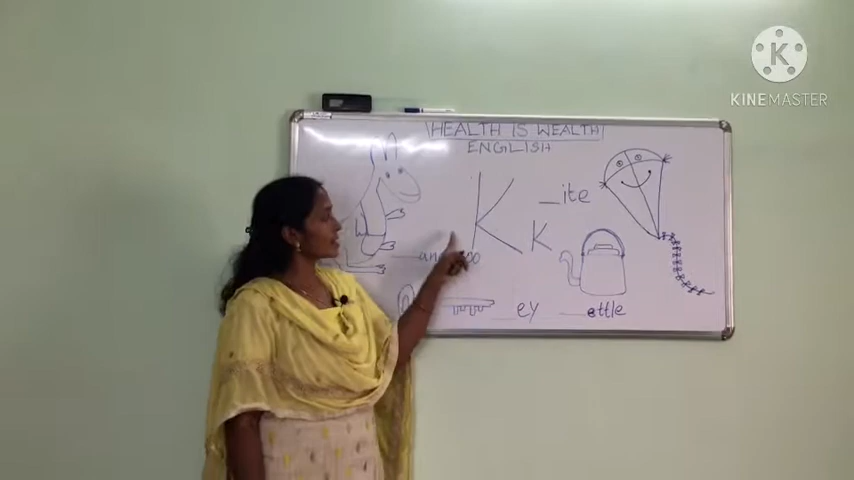 HEALTH IS WEALTH
ENGLISH
K
_ite
K
_ey
_ettle
K
KINEMASTER